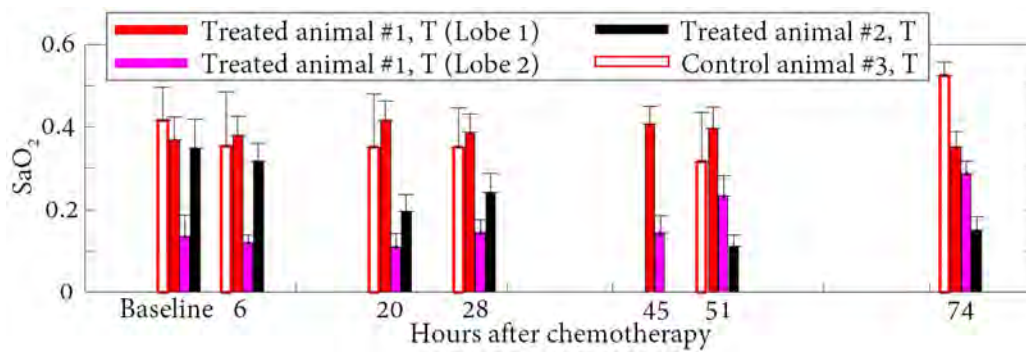 0.6
Treated animal #1, T (Lobe 1) Treated animal #2, T
Treated animal #1, T (Lobe 2) Control animal #3, T
0.4
SaO₂
0.2
0
Baseline 6 20 28 45 51 74
Hours after chemotherapy